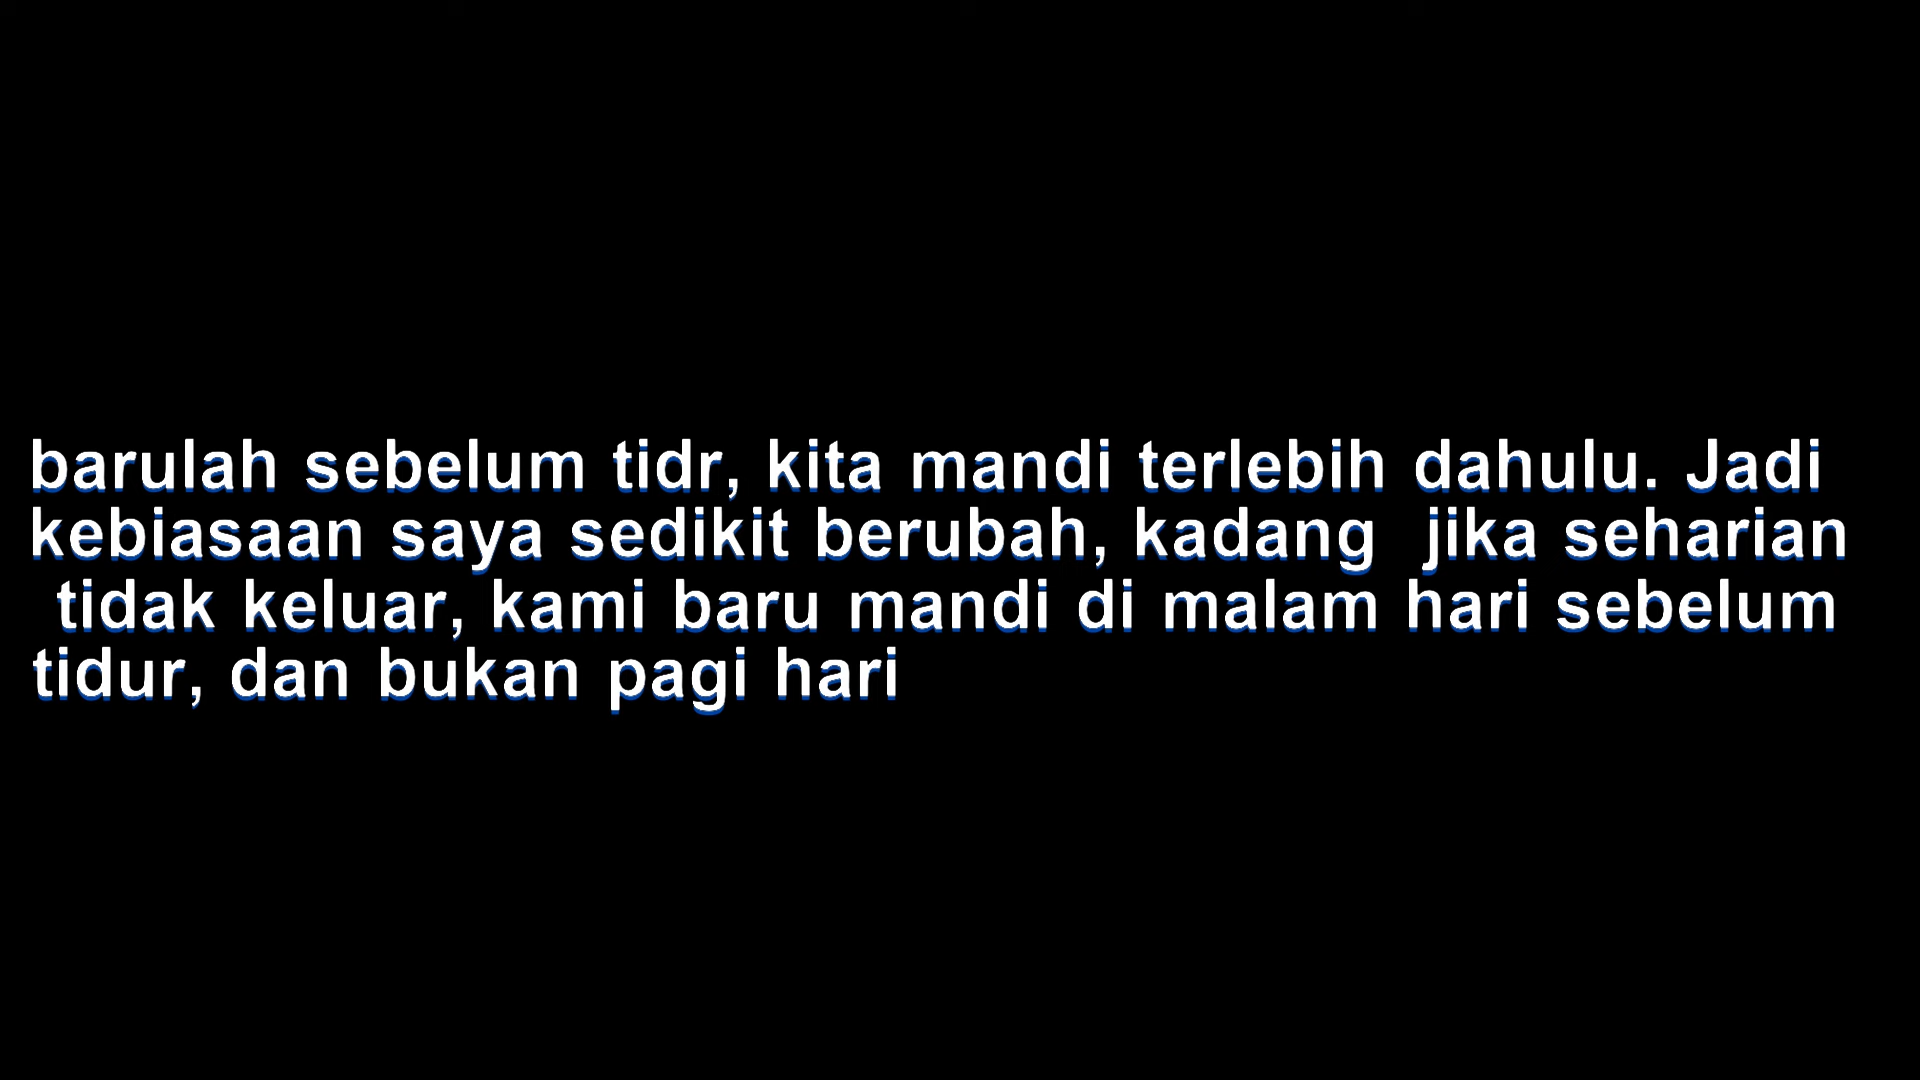 barulah sebelum tidr, kita mandi terlebih dahulu. Jadi
kebiasaan saya sedikit berubah, kadang  jika seharian
tidak keluar, kami baru mandi di malam hari sebelum
tidur, dan bukan pagi hari